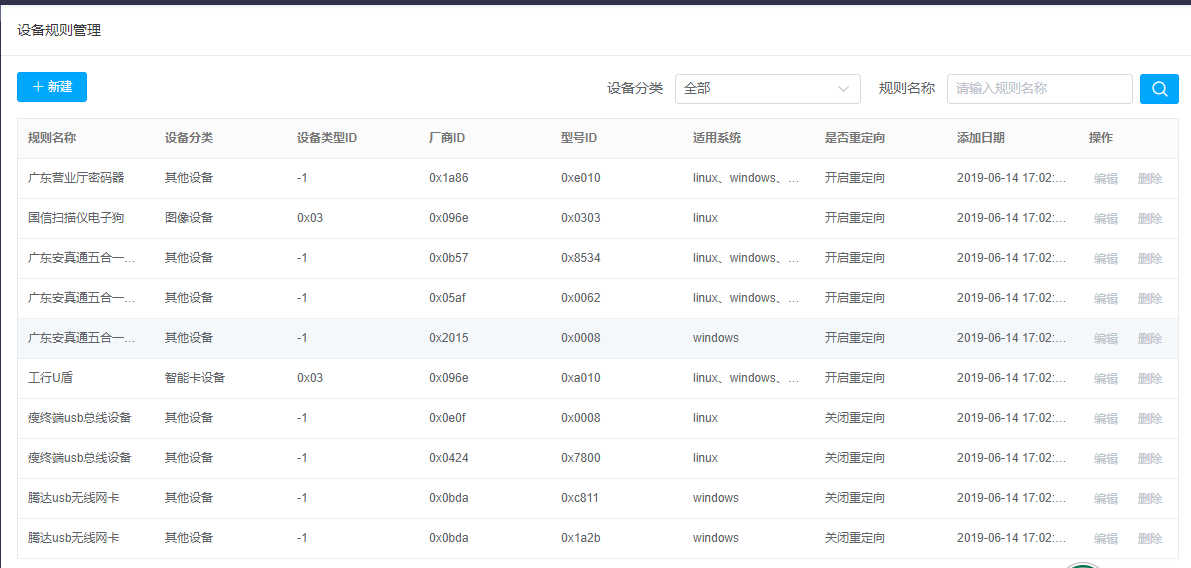 设备规则管理
+ 新建 设备分类 全部 规则名称 请输入规则名称
规则名称 设备分类 设备类型ID 厂商ID 型号ID 适用系统 是否重定向 添加日期 操作
广东营业厅密码器 其他设备 -1 0x1a86 0xe010 linux、windows、... 开启重定向 2019-06-14 17:02:... 编辑 删除
国信扫描仪电子狗 图像设备 0x03 0x096e 0x0303 linux 开启重定向 2019-06-14 17:02:... 编辑 删除
广东安真通五合一... 其他设备 -1 0x0b57 0x8534 linux、windows、... 开启重定向 2019-06-14 17:02:... 编辑 删除
广东安真通五合一... 其他设备 -1 0x05af 0x0062 linux、windows、... 开启重定向 2019-06-14 17:02:... 编辑 删除
广东安真通五合一... 其他设备 -1 0x2015 0x0008 windows 开启重定向 2019-06-14 17:02:... 编辑 删除
工行U盾 智能卡设备 0x03 0x096e 0xa010 linux、windows、... 开启重定向 2019-06-14 17:02:... 编辑 删除
瘦终端usb总线设备 其他设备 -1 0x0e0f 0x0008 linux 关闭重定向 2019-06-14 17:02:... 编辑 删除
瘦终端usb总线设备 其他设备 -1 0x0424 0x7800 linux 关闭重定向 2019-06-14 17:02:... 编辑 删除
腾达usb无线网卡 其他设备 -1 0x0bda 0xc811 windows 关闭重定向 2019-06-14 17:02:... 编辑 删除
腾达usb无线网卡 其他设备 -1 0x0bda 0x1a2b windows 关闭重定向 2019-06-14 17:02:... 编辑 删除